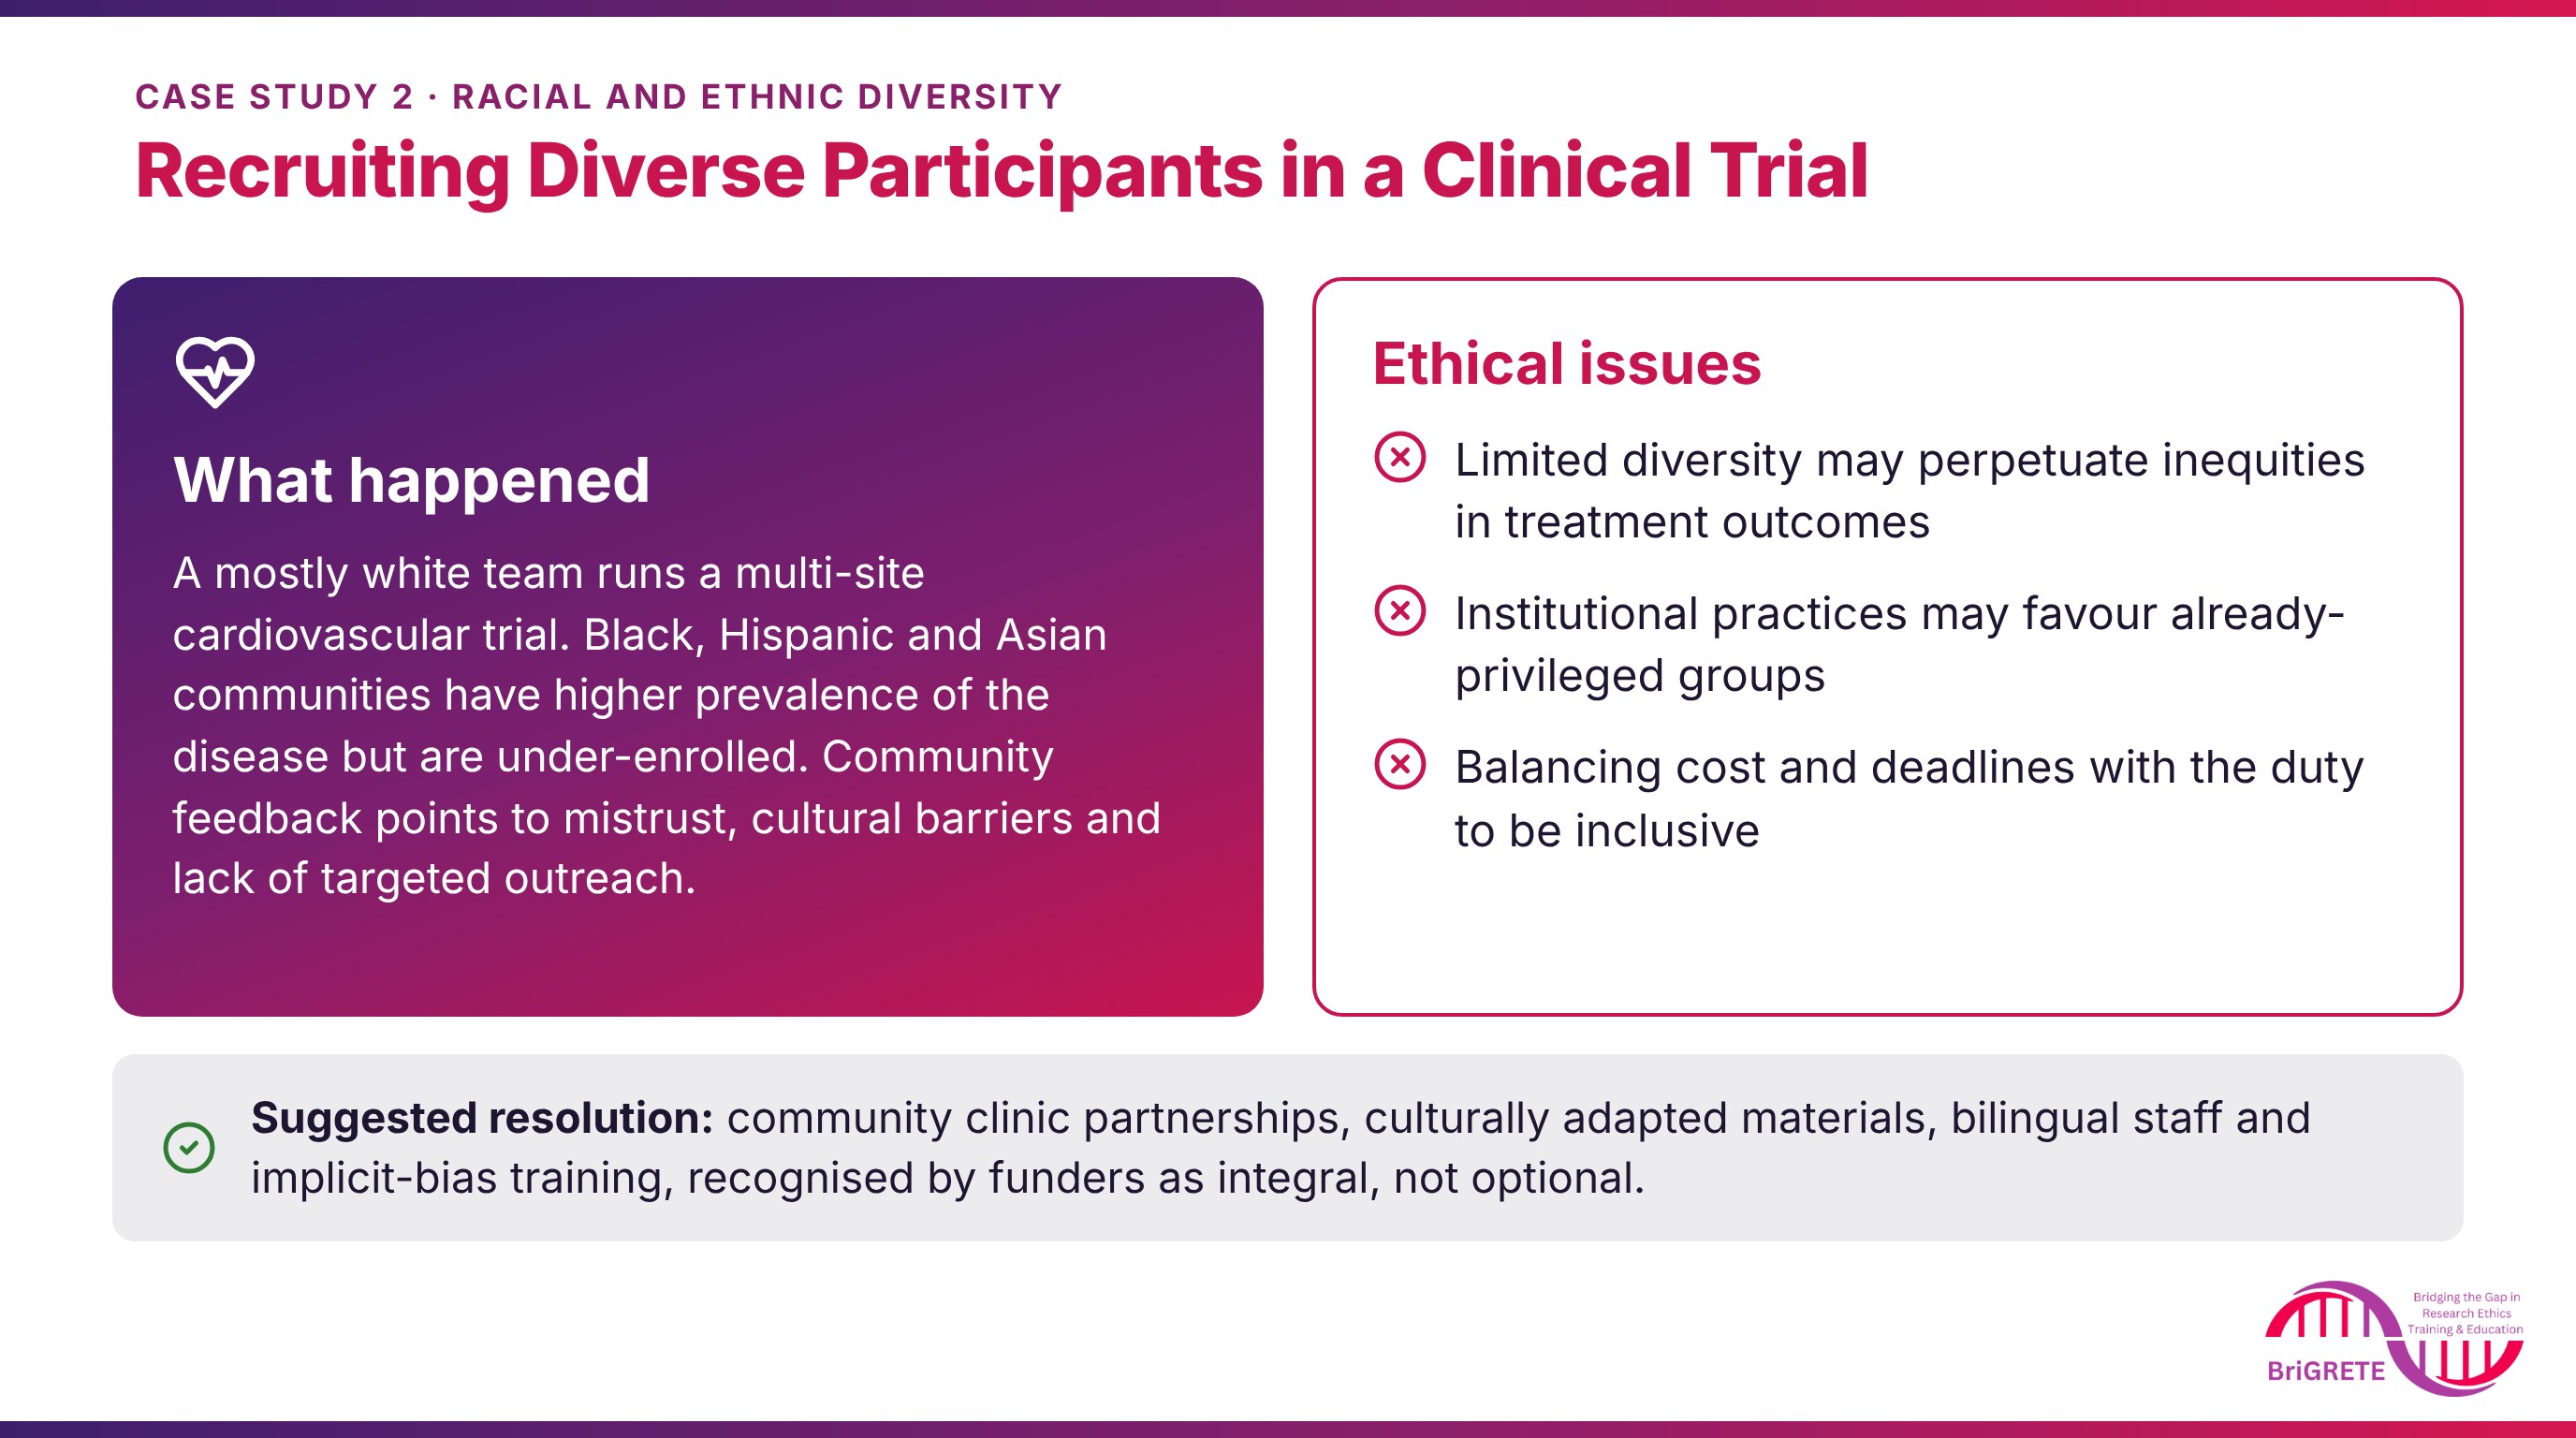 CASE STUDY 2 · RACIAL AND ETHNIC DIVERSITY
Recruiting Diverse Participants in a Clinical Trial
What happened
A mostly white team runs a multi-site
cardiovascular trial. Black, Hispanic and Asian
communities have higher prevalence of the
disease but are under-enrolled. Community
feedback points to mistrust, cultural barriers and
lack of targeted outreach.
Ethical issues
Limited diversity may perpetuate inequities
in treatment outcomes
Institutional practices may favour already-
privileged groups
Balancing cost and deadlines with the duty
to be inclusive
Suggested resolution: community clinic partnerships, culturally adapted materials, bilingual staff and
implicit-bias training, recognised by funders as integral, not optional.
Bridging the Gap in
Research Ethics
Training & Education
BriGRETE